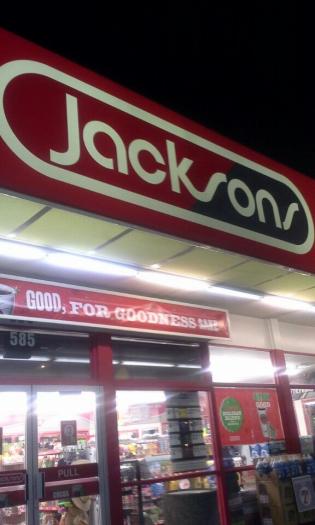 Jacksons
GOOD, FOR GOODNESS SAKE
585
PULL